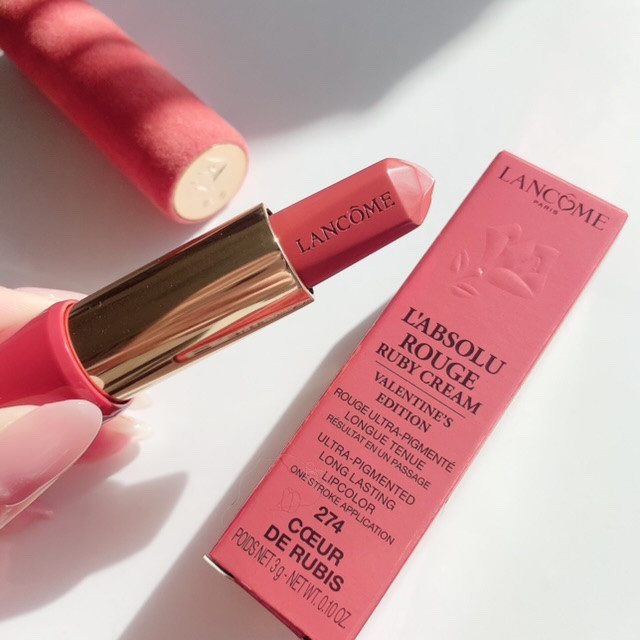 LANCÔME
LANCÔME
PARIS
L'ABSOLU
ROUGE
RUBY CREAM
VALENTINE'S
EDITION
ROUGE ULTRA-PIGMENTÉ
LONGUE TENUE
RÉSULTAT EN UN PASSAGE
ULTRA-PIGMENTED
LONG LASTING
LIPCOLOR
ONE STROKE APPLICATION
274
CŒUR
DE RUBIS
POIDS NET 3 g - NET WT. 0.10 OZ.